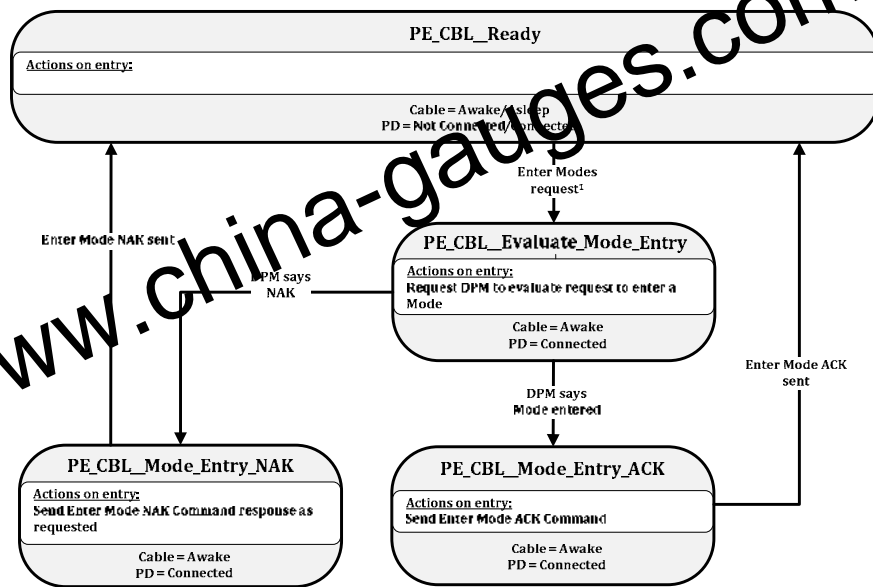 PE_CBL_Ready
Actions on entry:
Cable = Awake/Asleep
PD = Not Connected/Connected
Enter Modes
request¹
Enter Mode NAK sent
PE_CBL_Evaluate_Mode_Entry
Actions on entry:
Request DPM to evaluate request to enter a
Mode
Cable = Awake
PD = Connected
DPM says
NAK
DPM says
Mode entered
Enter Mode ACK
sent
PE_CBL_Mode_Entry_NAK
Actions on entry:
Send Enter Mode NAK Command response as
requested
Cable = Awake
PD = Connected
PE_CBL_Mode_Entry_ACK
Actions on entry:
Send Enter Mode ACK Command
Cable = Awake
PD = Connected
ww.china-gauges.com